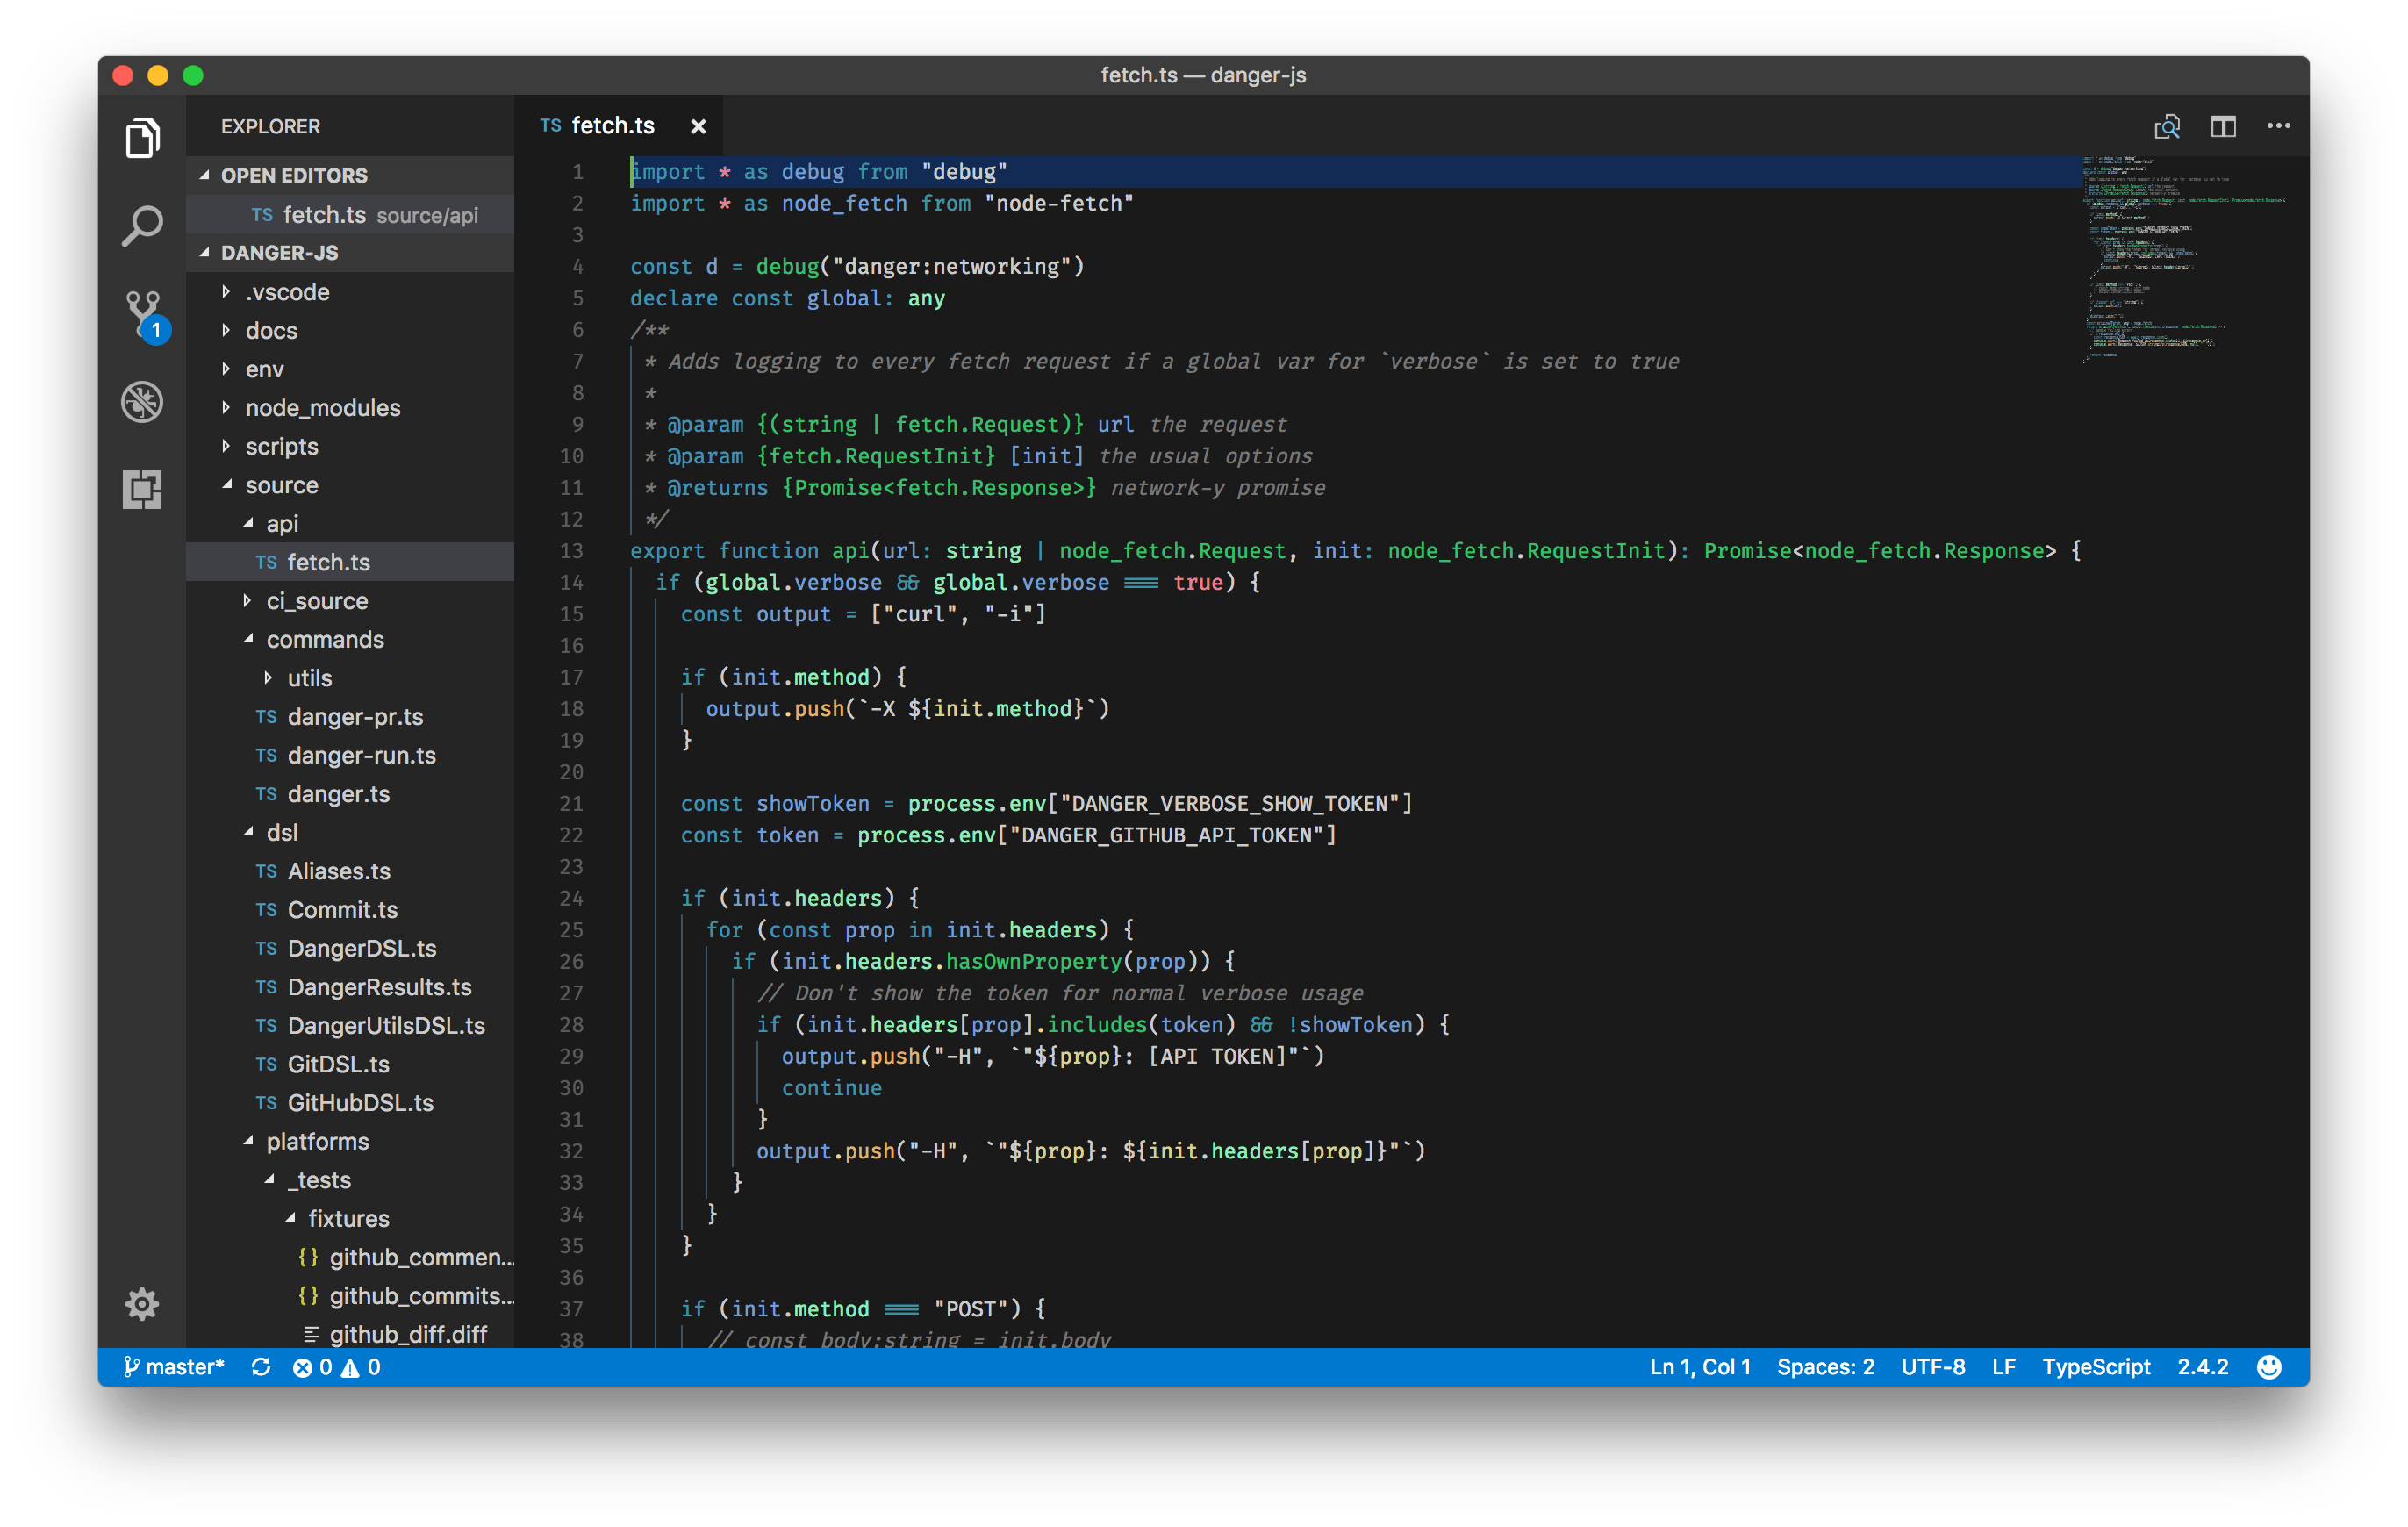 fetch.ts — danger-js
EXPLORER
OPEN EDITORS
TS fetch.ts source/api
DANGER-JS
.vscode
docs
env
node_modules
scripts
source
api
TS fetch.ts
ci_source
commands
utils
TS danger-pr.ts
TS danger-run.ts
TS danger.ts
dsl
TS Aliases.ts
TS Commit.ts
TS DangerDSL.ts
TS DangerResults.ts
TS DangerUtilsDSL.ts
TS GitDSL.ts
TS GitHubDSL.ts
platforms
_tests
fixtures
{} github_commen...
{} github_commits...
github_diff.diff
1
TS fetch.ts ×
1 import * as debug from "debug"
2 import * as node_fetch from "node-fetch"
3
4 const d = debug("danger:networking")
5 declare const global: any
6 /**
7 * Adds logging to every fetch request if a global var for `verbose` is set to true
8 *
9 * @param {(string | fetch.Request)} url the request
10 * @param {fetch.RequestInit} [init] the usual options
11 * @returns {Promise<fetch.Response>} network-y promise
12 */
13 export function api(url: string | node_fetch.Request, init: node_fetch.RequestInit): Promise<node_fetch.Response> {
14 if (global.verbose && global.verbose === true) {
15 const output = ["curl", "-i"]
16
17 if (init.method) {
18 output.push(`-X ${init.method}`)
19 }
20
21 const showToken = process.env["DANGER_VERBOSE_SHOW_TOKEN"]
22 const token = process.env["DANGER_GITHUB_API_TOKEN"]
23
24 if (init.headers) {
25 for (const prop in init.headers) {
26 if (init.headers.hasOwnProperty(prop)) {
27 // Don't show the token for normal verbose usage
28 if (init.headers[prop].includes(token) && !showToken) {
29 output.push("-H", `"${prop}: [API TOKEN]"`)
30 continue
31 }
32 output.push("-H", `"${prop}: ${init.headers[prop]}"`)
33 }
34 }
35 }
36
37 if (init.method === "POST") {
38 // const body:string = init.body
master* 0 0
Ln 1, Col 1 Spaces: 2 UTF-8 LF TypeScript 2.4.2